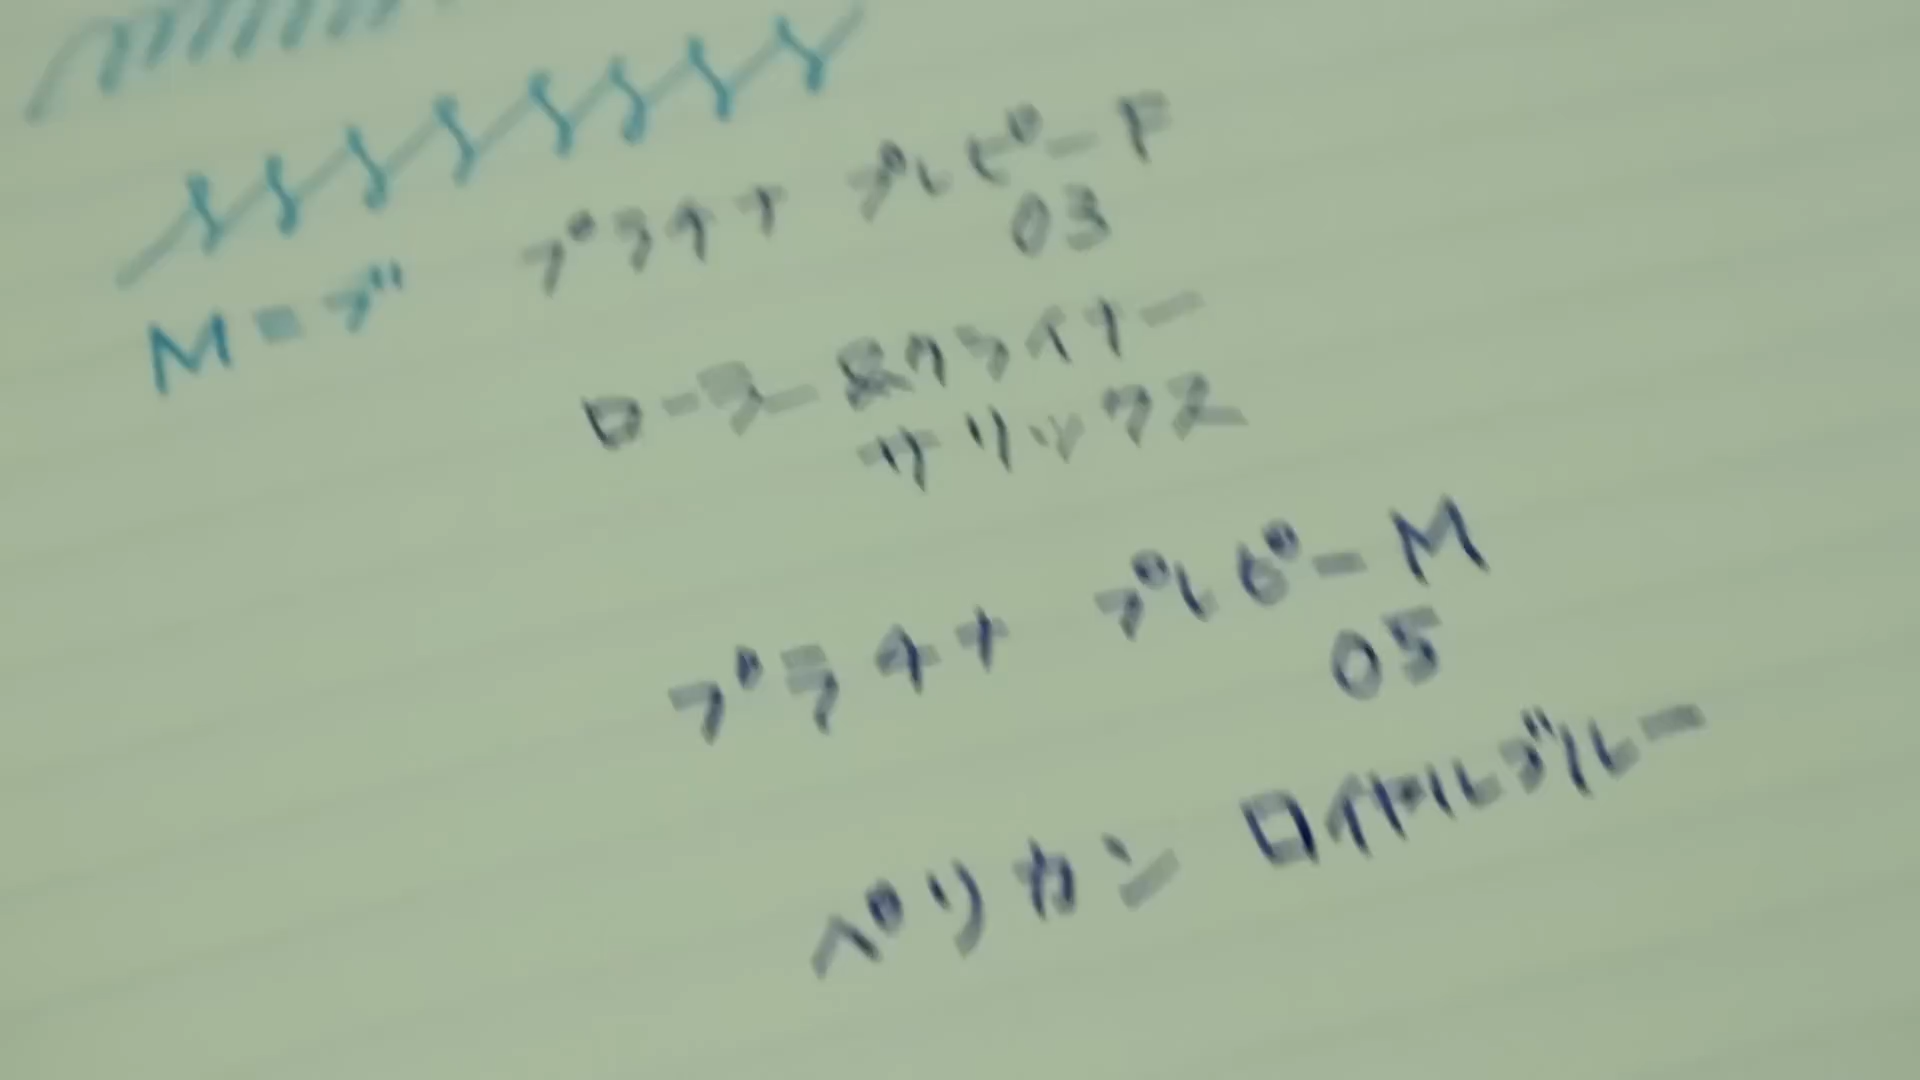 M=ブ
プラチナ プレピーF
03
ローラー&クライナー
サリックス
プラチナ プレピーM
05
ペリカン ロイヤルブルー